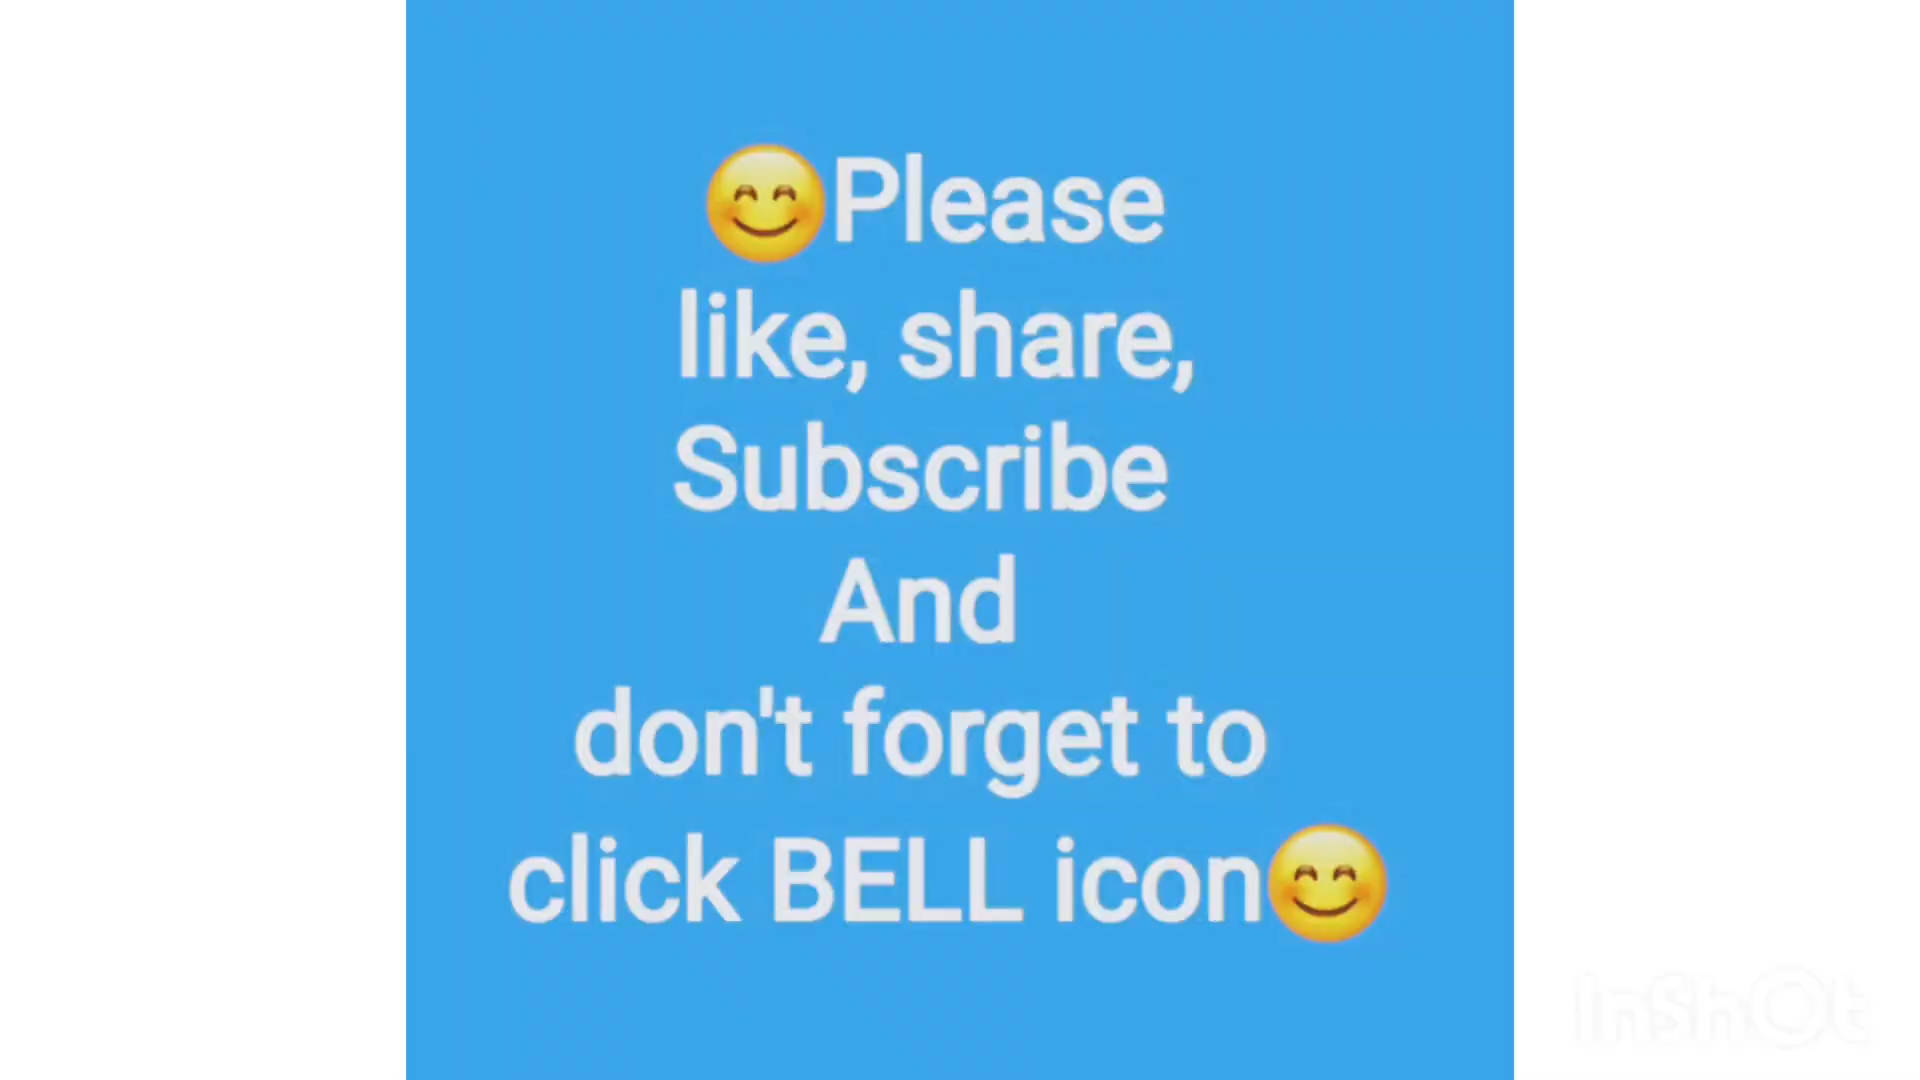 😊Please
like, share,
Subscribe
And
don't forget to
click BELL icon😊
InShOt